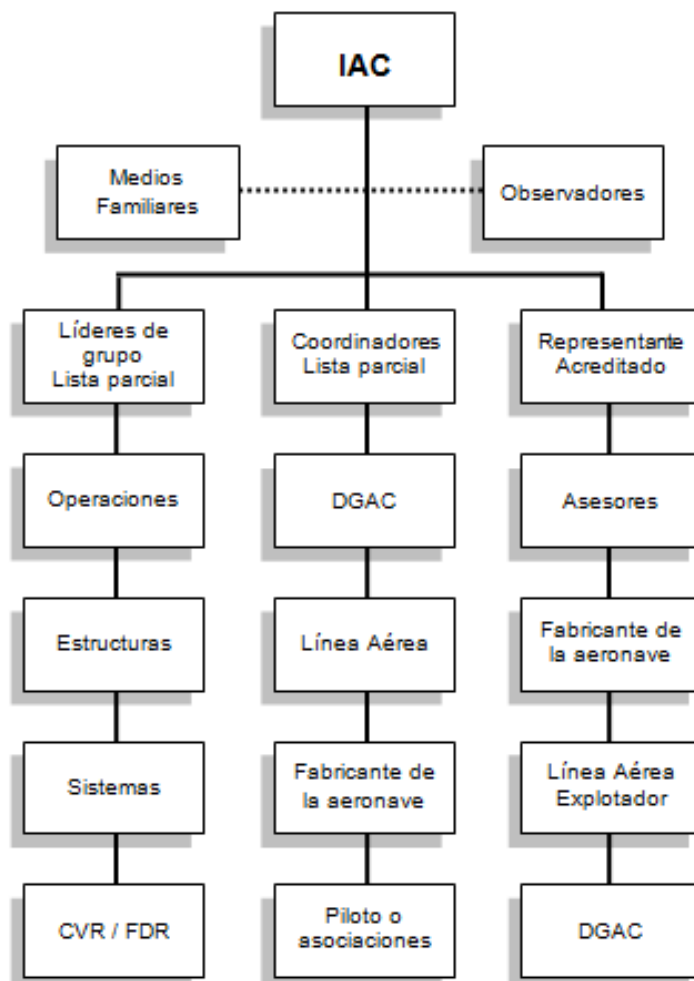 IAC
Medios
Familiares
Observadores
Líderes de
grupo
Lista parcial
Coordinadores
Lista parcial
Representante
Acreditado
Operaciones
DGAC
Asesores
Estructuras
Línea Aérea
Fabricante de
la aeronave
Sistemas
Fabricante de
la aeronave
Línea Aérea
Explotador
CVR / FDR
Piloto o
asociaciones
DGAC